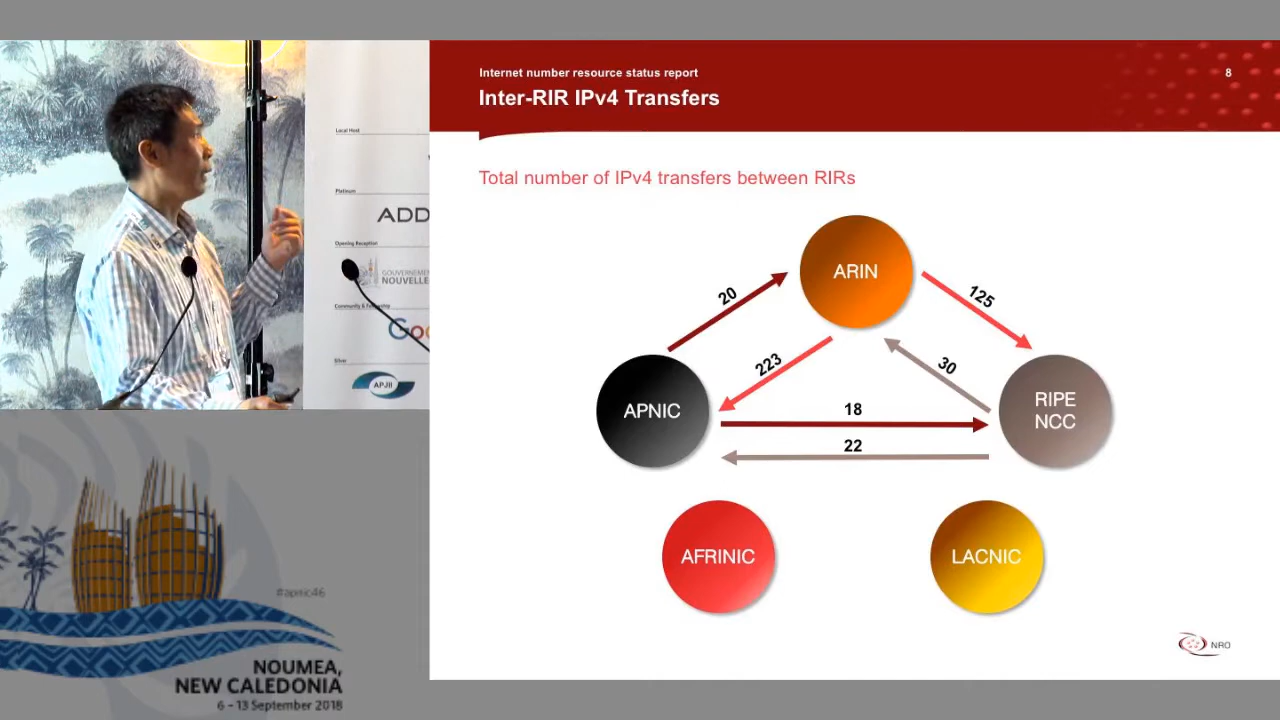 Internet number resource status report
8
Inter-RIR IPv4 Transfers
Total number of IPv4 transfers between RIRs
ARIN
20
125
223
30
APNIC
RIPE
NCC
18
22
AFRINIC
LACNIC
NRO
Local Host
Platinum
ADD
Opening Reception
GOUVERNEMENT
NOUVELLE
Community & Fellowship
Goo
Silver
APJII
#apnic46
NOUMEA,
NEW CALEDONIA
6 – 13 September 2018